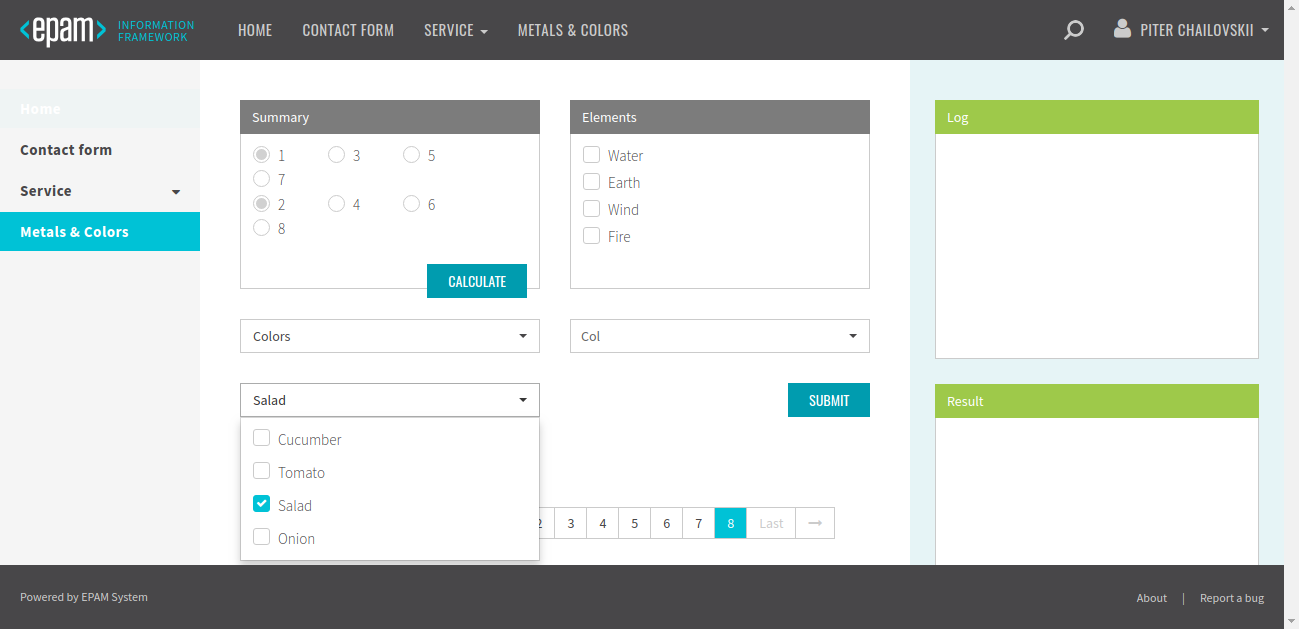 <epam> INFORMATION FRAMEWORK
HOME CONTACT FORM SERVICE METALS & COLORS
PITER CHAILOVSKII
Home
Contact form
Service
Metals & Colors
Summary
1 3 5
7
2 4 6
8
CALCULATE
Elements
Water
Earth
Wind
Fire
Colors
Col
Salad
SUBMIT
Cucumber
Tomato
Salad
Onion
2 3 4 5 6 7 8 Last →
Log
Result
Powered by EPAM System
About | Report a bug